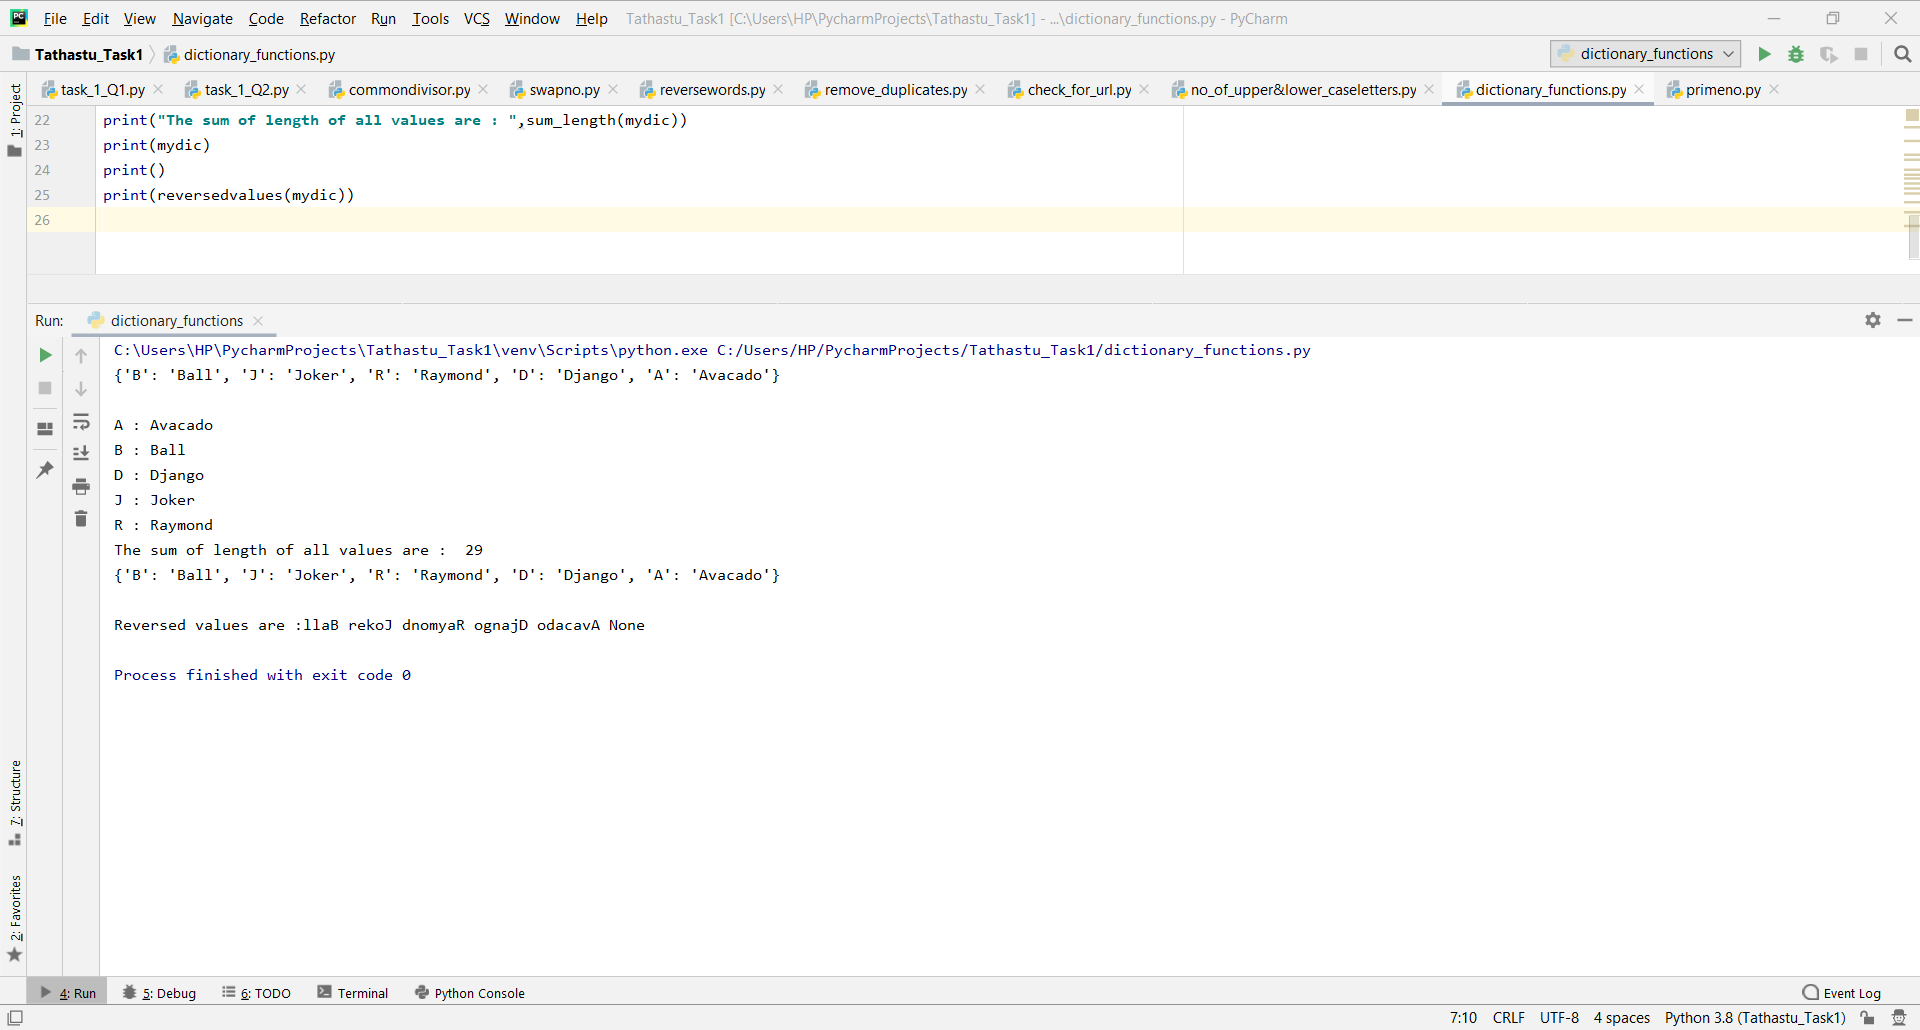 File Edit View Navigate Code Refactor Run Tools VCS Window Help Tathastu_Task1 [C:\Users\HP\PycharmProjects\Tathastu_Task1] - ...\dictionary_functions.py - PyCharm
Tathastu_Task1 dictionary_functions.py dictionary_functions
task_1_Q1.py task_1_Q2.py commondivisor.py swapno.py reversewords.py remove_duplicates.py check_for_url.py no_of_upper&lower_caseletters.py dictionary_functions.py primeno.py
1: Project
22 print("The sum of length of all values are : ",sum_length(mydic))
23 print(mydic)
24 print()
25 print(reversedvalues(mydic))
26
Run: dictionary_functions
C:\Users\HP\PycharmProjects\Tathastu_Task1\venv\Scripts\python.exe C:/Users/HP/PycharmProjects/Tathastu_Task1/dictionary_functions.py
{'B': 'Ball', 'J': 'Joker', 'R': 'Raymond', 'D': 'Django', 'A': 'Avacado'}
A : Avacado
B : Ball
D : Django
J : Joker
R : Raymond
The sum of length of all values are :  29
{'B': 'Ball', 'J': 'Joker', 'R': 'Raymond', 'D': 'Django', 'A': 'Avacado'}
Reversed values are :llaB rekoJ dnomyaR ognajD odacavA None
Process finished with exit code 0
7: Structure
2: Favorites
4: Run 5: Debug 6: TODO Terminal Python Console Event Log
7:10 CRLF UTF-8 4 spaces Python 3.8 (Tathastu_Task1)